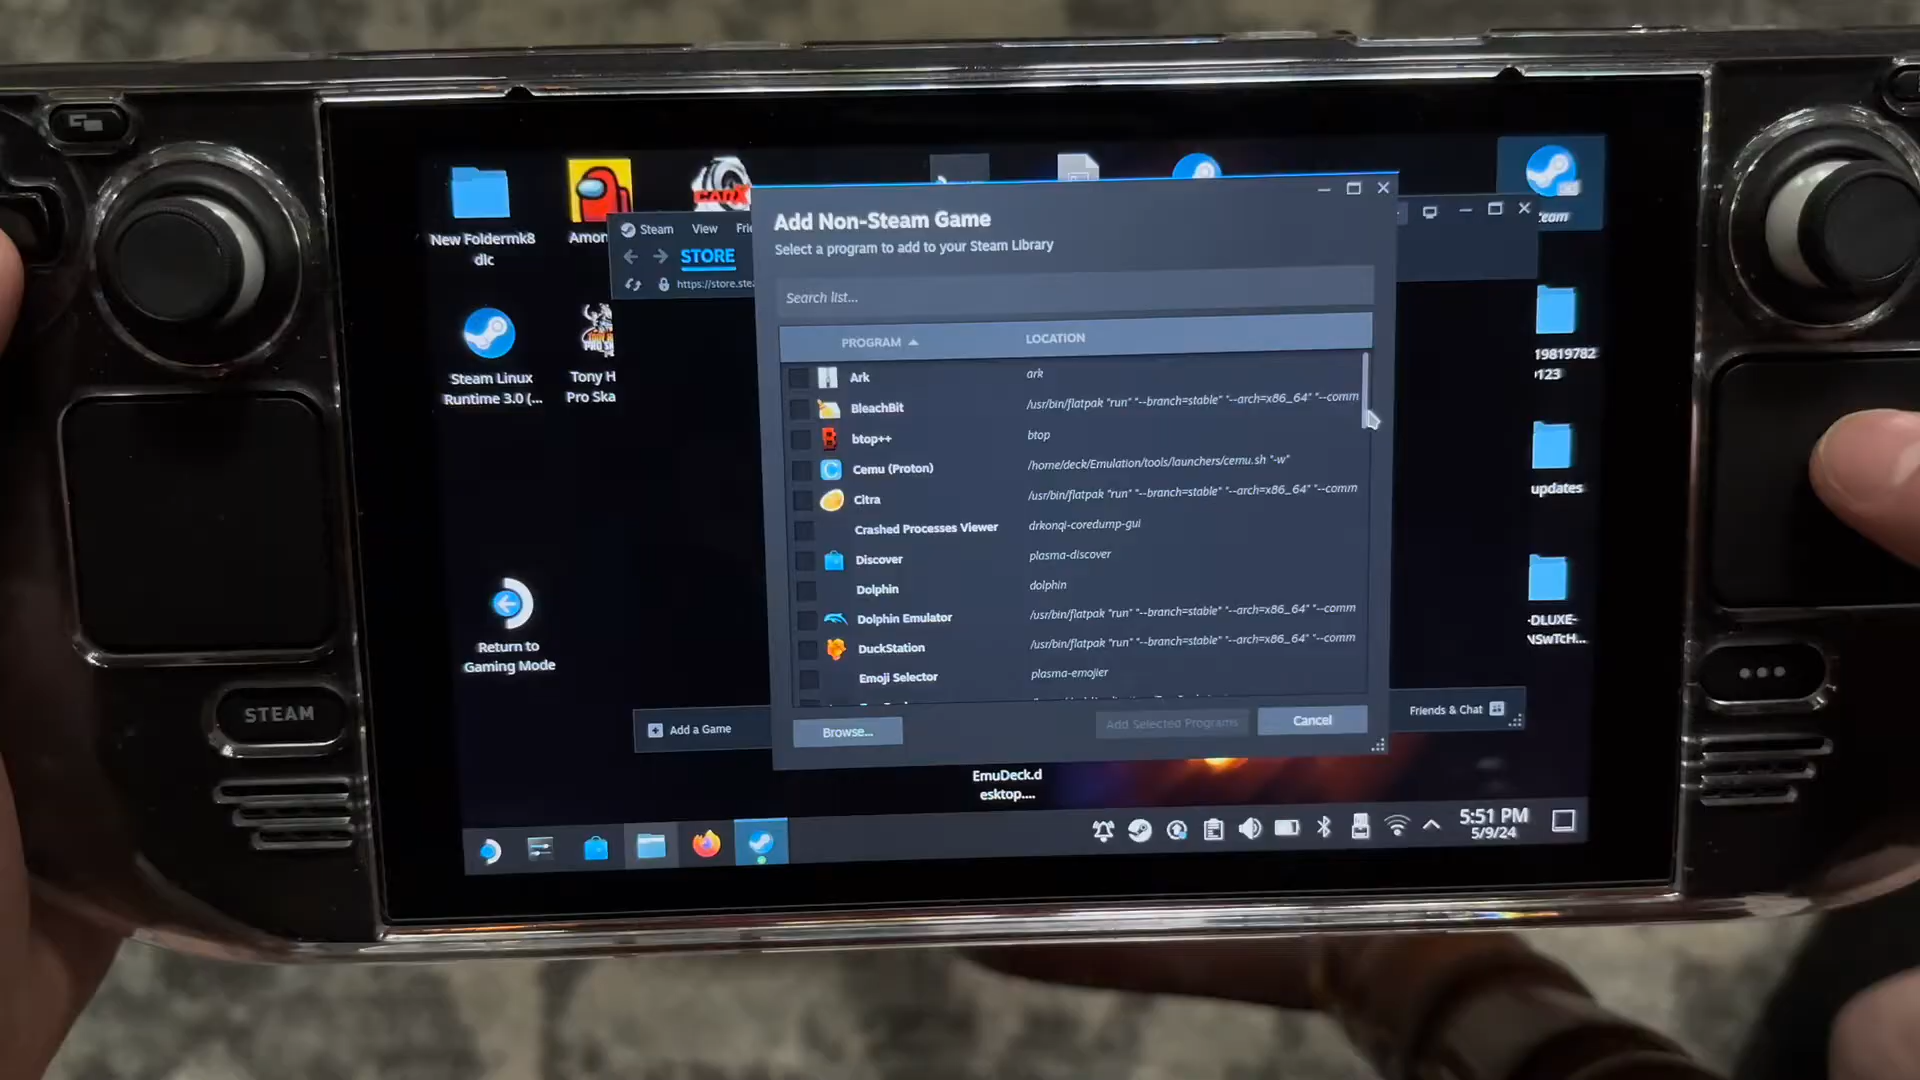 New Foldermk8
dlc
Steam Linux
Runtime 3.0 (...
Tony H
Pro Ska
Return to
Gaming Mode
STEAM
Steam View
STORE
Add a Game
Add Non-Steam Game
Select a program to add to your Steam Library
Search list...
PROGRAM LOCATION
Ark ark
BleachBit /usr/bin/flatpak "run" "--branch=stable" "--arch=x86_64" "--comm
btop++ btop
Cemu (Proton) /home/deck/Emulation/tools/launchers/cemu.sh "-w"
Citra /usr/bin/flatpak "run" "--branch=stable" "--arch=x86_64" "--comm
Crashed Processes Viewer drkonqi-coredump-gui
Discover plasma-discover
Dolphin dolphin
Dolphin Emulator /usr/bin/flatpak "run" "--branch=stable" "--arch=x86_64" "--comm
DuckStation /usr/bin/flatpak "run" "--branch=stable" "--arch=x86_64" "--comm
Emoji Selector plasma-emojier
Browse...
Add Selected Programs
Cancel
19819782
0123
updates
-DLUXE-
NSwTcH...
Friends & Chat
EmuDeck.d
esktop....
5:51 PM
5/9/24